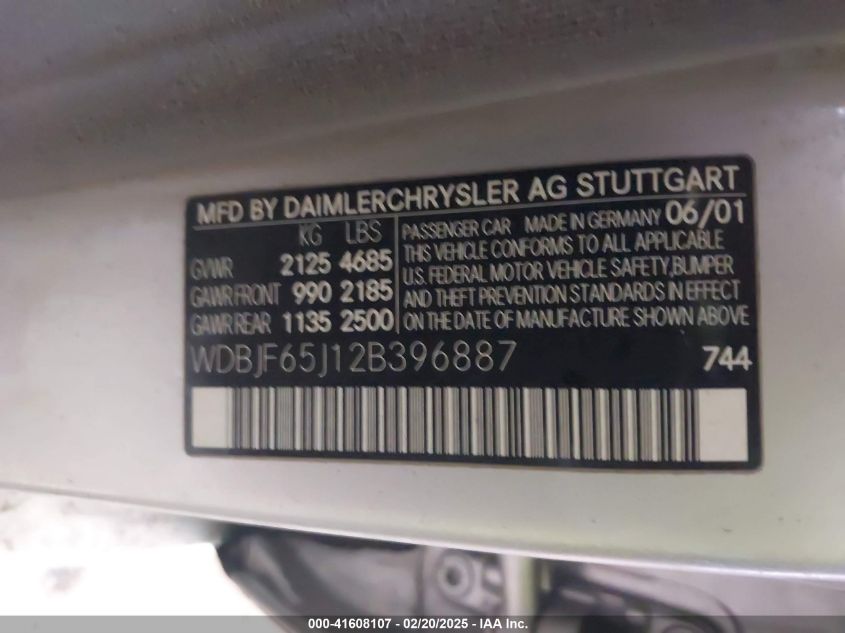 MFD BY DAIMLERCHRYSLER AG STUTTGART
KG LBS
GVWR 2125 4685
GAWR FRONT 990 2185
GAWR REAR 1135 2500
PASSENGER CAR MADE IN GERMANY 06/01
THIS VEHICLE CONFORMS TO ALL APPLICABLE
U.S. FEDERAL MOTOR VEHICLE SAFETY,BUMPER
AND THEFT PREVENTION STANDARDS IN EFFECT
ON THE DATE OF MANUFACTURE SHOWN ABOVE
WDBJF65J12B396887 744
000-41608107 - 02/20/2025 - IAA Inc.